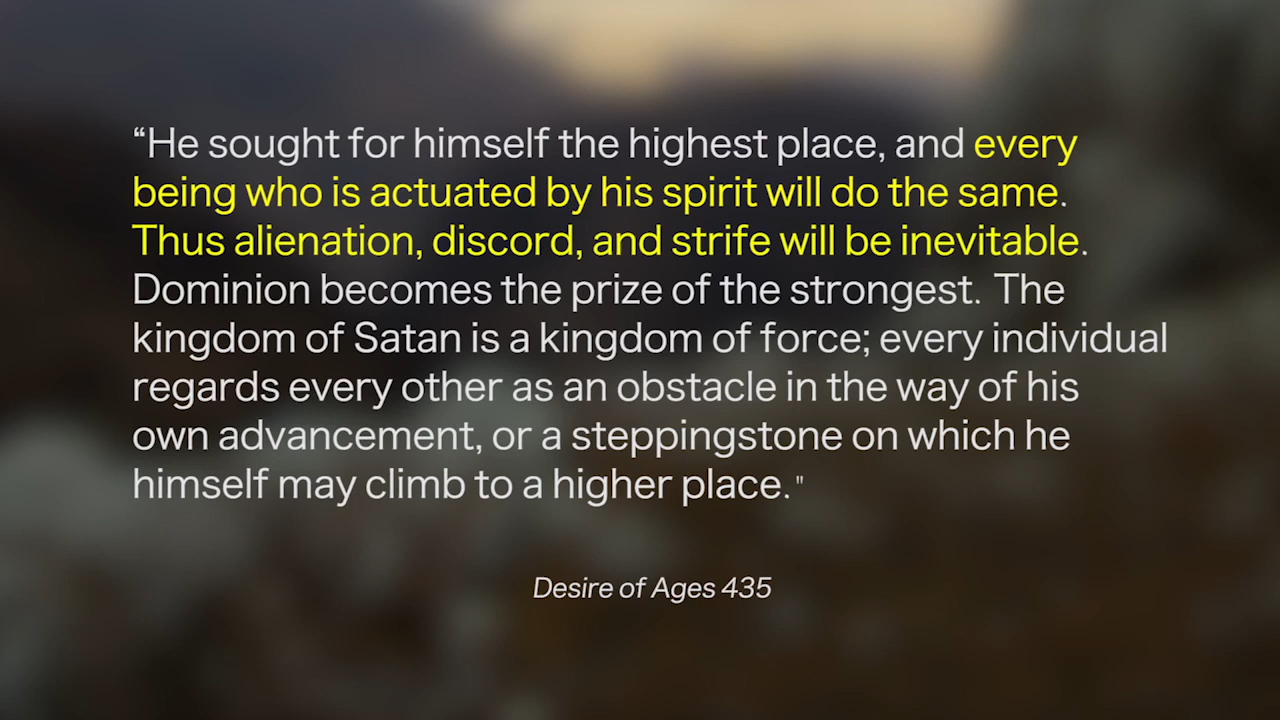 “He sought for himself the highest place, and every
being who is actuated by his spirit will do the same.
Thus alienation, discord, and strife will be inevitable.
Dominion becomes the prize of the strongest. The
kingdom of Satan is a kingdom of force; every individual
regards every other as an obstacle in the way of his
own advancement, or a steppingstone on which he
himself may climb to a higher place."
Desire of Ages 435